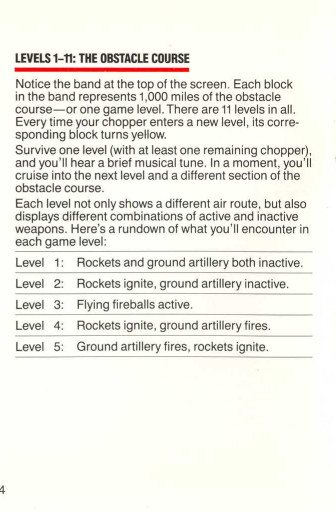 LEVELS 1–11: THE OBSTACLE COURSE
Notice the band at the top of the screen. Each block
in the band represents 1,000 miles of the obstacle
course—or one game level. There are 11 levels in all.
Every time your chopper enters a new level, its corre-
sponding block turns yellow.
Survive one level (with at least one remaining chopper),
and you'll hear a brief musical tune. In a moment, you'll
cruise into the next level and a different section of the
obstacle course.
Each level not only shows a different air route, but also
displays different combinations of active and inactive
weapons. Here's a rundown of what you'll encounter in
each game level:
Level 1: Rockets and ground artillery both inactive.
Level 2: Rockets ignite, ground artillery inactive.
Level 3: Flying fireballs active.
Level 4: Rockets ignite, ground artillery fires.
Level 5: Ground artillery fires, rockets ignite.
4